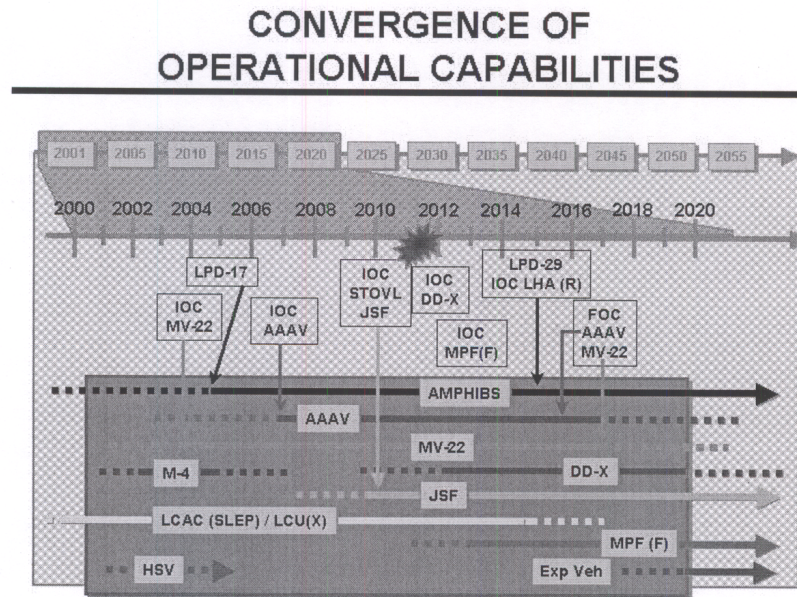 CONVERGENCE OF
OPERATIONAL CAPABILITIES
2001 2005 2010 2015 2020 2025 2030 2035 2040 2045 2050 2055
2000 2002 2004 2006 2008 2010 2012 2014 2016 2018 2020
LPD-17
IOC
MV-22
IOC
AAAV
IOC
STOVL
JSF
IOC
DD-X
IOC
MPF(F)
LPD-29
IOC LHA (R)
FOC
AAAV
MV-22
AMPHIBS
AAAV
MV-22
M-4
DD-X
JSF
LCAC (SLEP) / LCU(X)
MPF (F)
HSV
Exp Veh